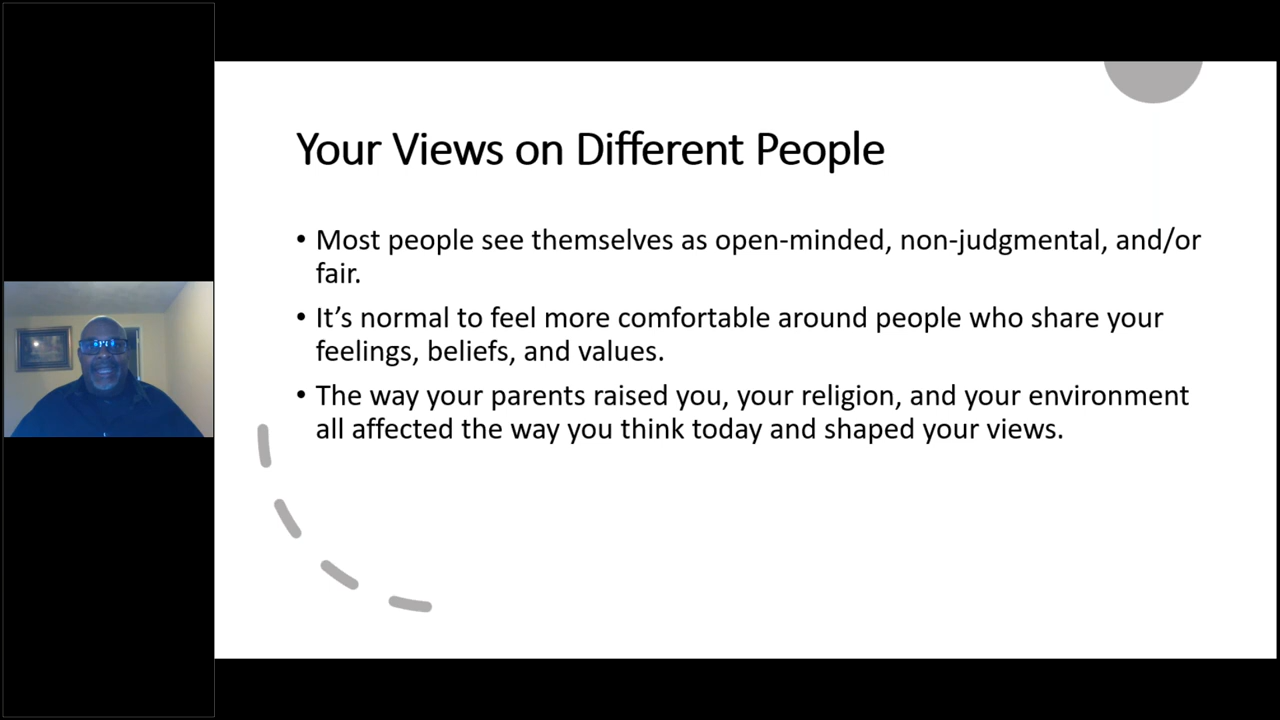 Your Views on Different People
• Most people see themselves as open-minded, non-judgmental, and/or
fair.
• It’s normal to feel more comfortable around people who share your
feelings, beliefs, and values.
• The way your parents raised you, your religion, and your environment
all affected the way you think today and shaped your views.